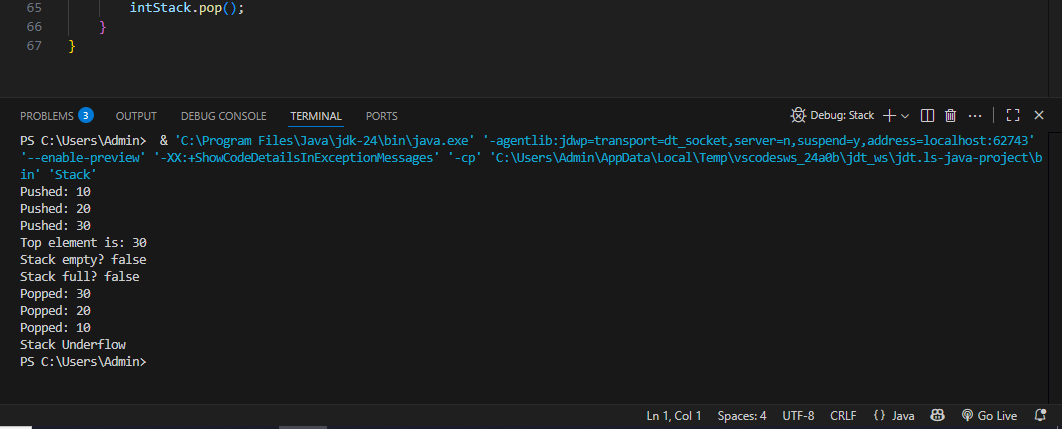 65 intStack.pop();
66 }
67 }
PROBLEMS 3 OUTPUT DEBUG CONSOLE TERMINAL PORTS Debug: Stack
PS C:\Users\Admin>  & 'C:\Program Files\Java\jdk-24\bin\java.exe' '-agentlib:jdwp=transport=dt_socket,server=n,suspend=y,address=localhost:62743'
'--enable-preview' '-XX:+ShowCodeDetailsInExceptionMessages' '-cp' 'C:\Users\Admin\AppData\Local\Temp\vscodesws_24a0b\jdt_ws\jdt.ls-java-project\b
in' 'Stack'
Pushed: 10
Pushed: 20
Pushed: 30
Top element is: 30
Stack empty? false
Stack full? false
Popped: 30
Popped: 20
Popped: 10
Stack Underflow
PS C:\Users\Admin>
Ln 1, Col 1 Spaces: 4 UTF-8 CRLF {} Java Go Live